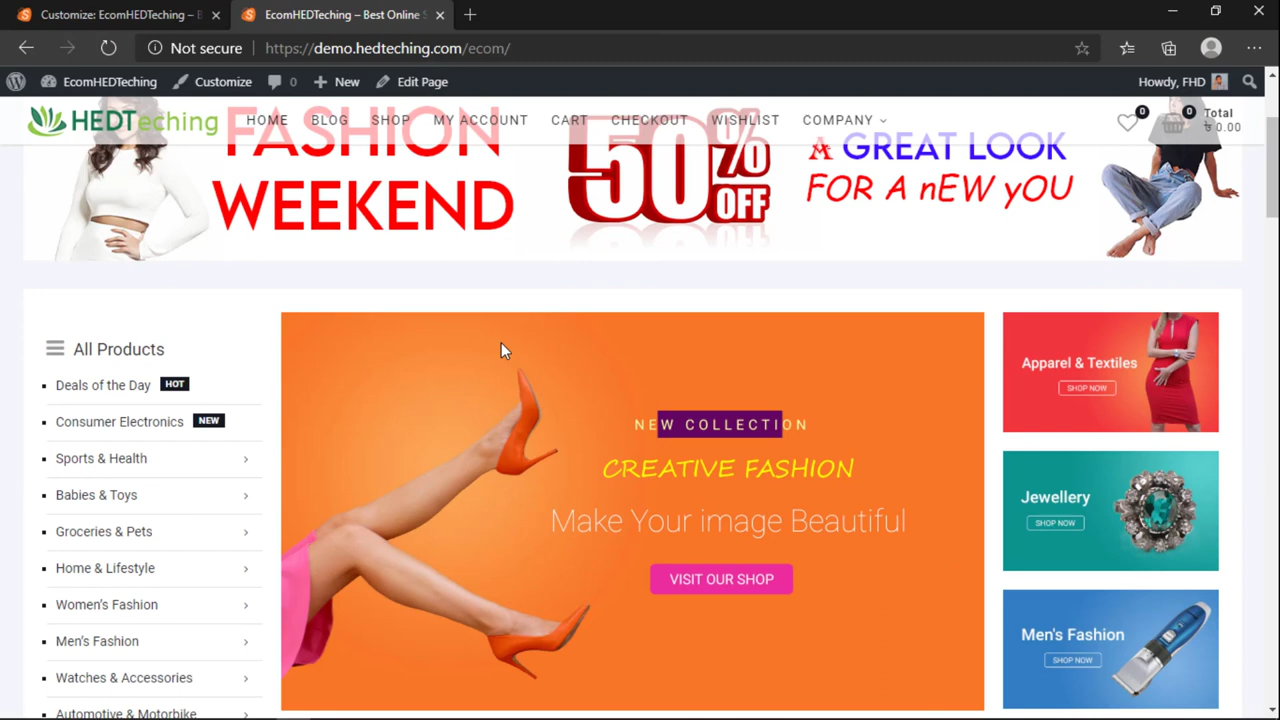 Customize: EcomHEDTeching – B
EcomHEDTeching – Best Online S
Not secure
https://demo.hedteching.com/ecom/
EcomHEDTeching
Customize
0
New
Edit Page
Howdy, FHD
HEDTeching
HOME
BLOG
SHOP
MY ACCOUNT
CART
CHECKOUT
WISHLIST
COMPANY
0
0
Total
৳ 0.00
FASHION
WEEKEND
50% OFF
A GREAT LOOK
FOR A nEW yOU
All Products
Deals of the Day HOT
Consumer Electronics NEW
Sports & Health
Babies & Toys
Groceries & Pets
Home & Lifestyle
Women's Fashion
Men's Fashion
Watches & Accessories
Automotive & Motorbike
NEW COLLECTION
CREATIVE FASHION
Make Your image Beautiful
VISIT OUR SHOP
Apparel & Textiles
SHOP NOW
Jewellery
SHOP NOW
Men's Fashion
SHOP NOW